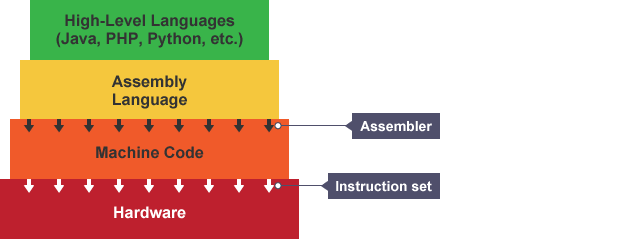 High-Level Languages
(Java, PHP, Python, etc.)
Assembly
Language
Assembler
Machine Code
Instruction set
Hardware